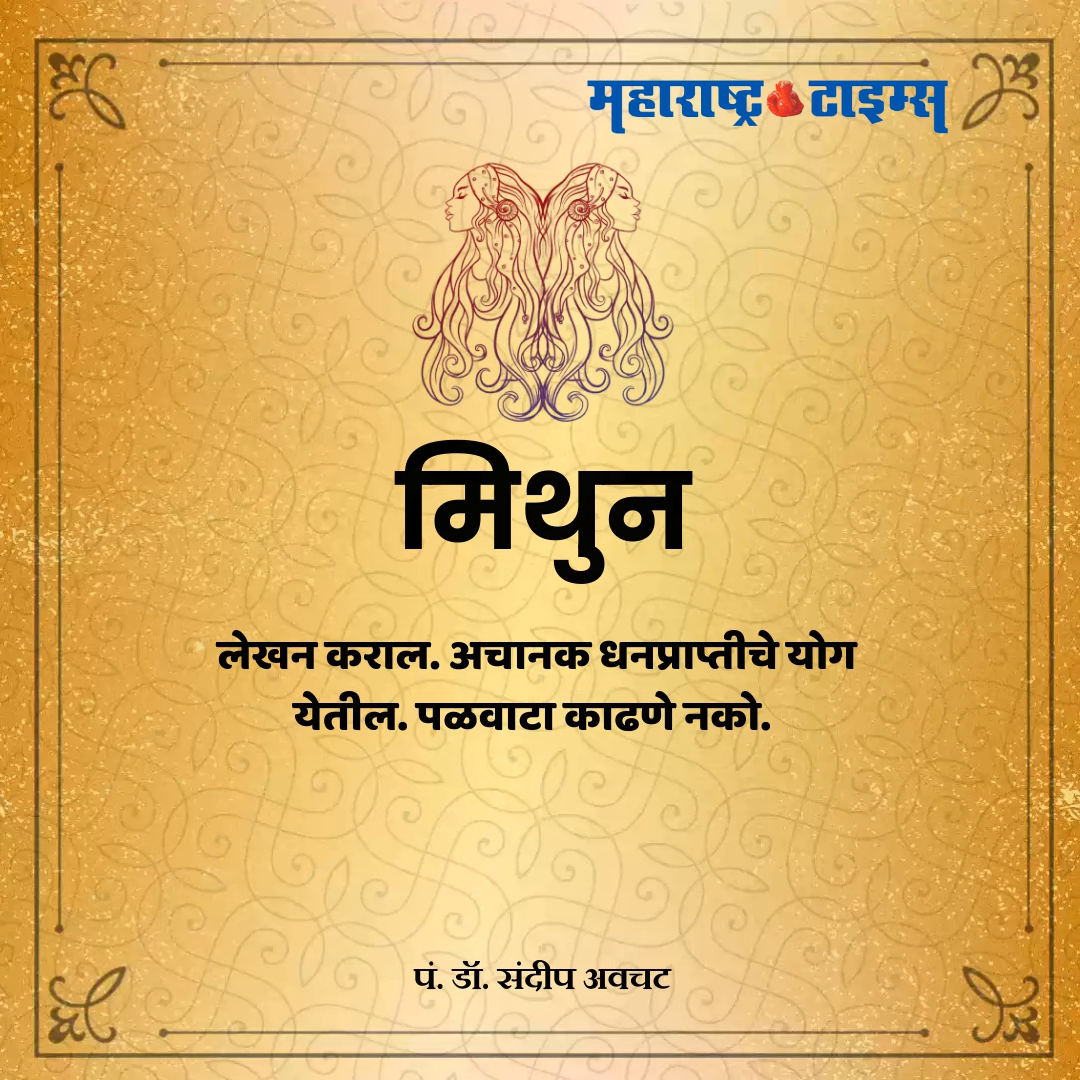 महाराष्ट्र टाइम्स
मिथुन
लेखन कराल. अचानक धनप्राप्तीचे योग
येतील. पळवाटा काढणे नको.
पं. डॉ. संदीप अवचट